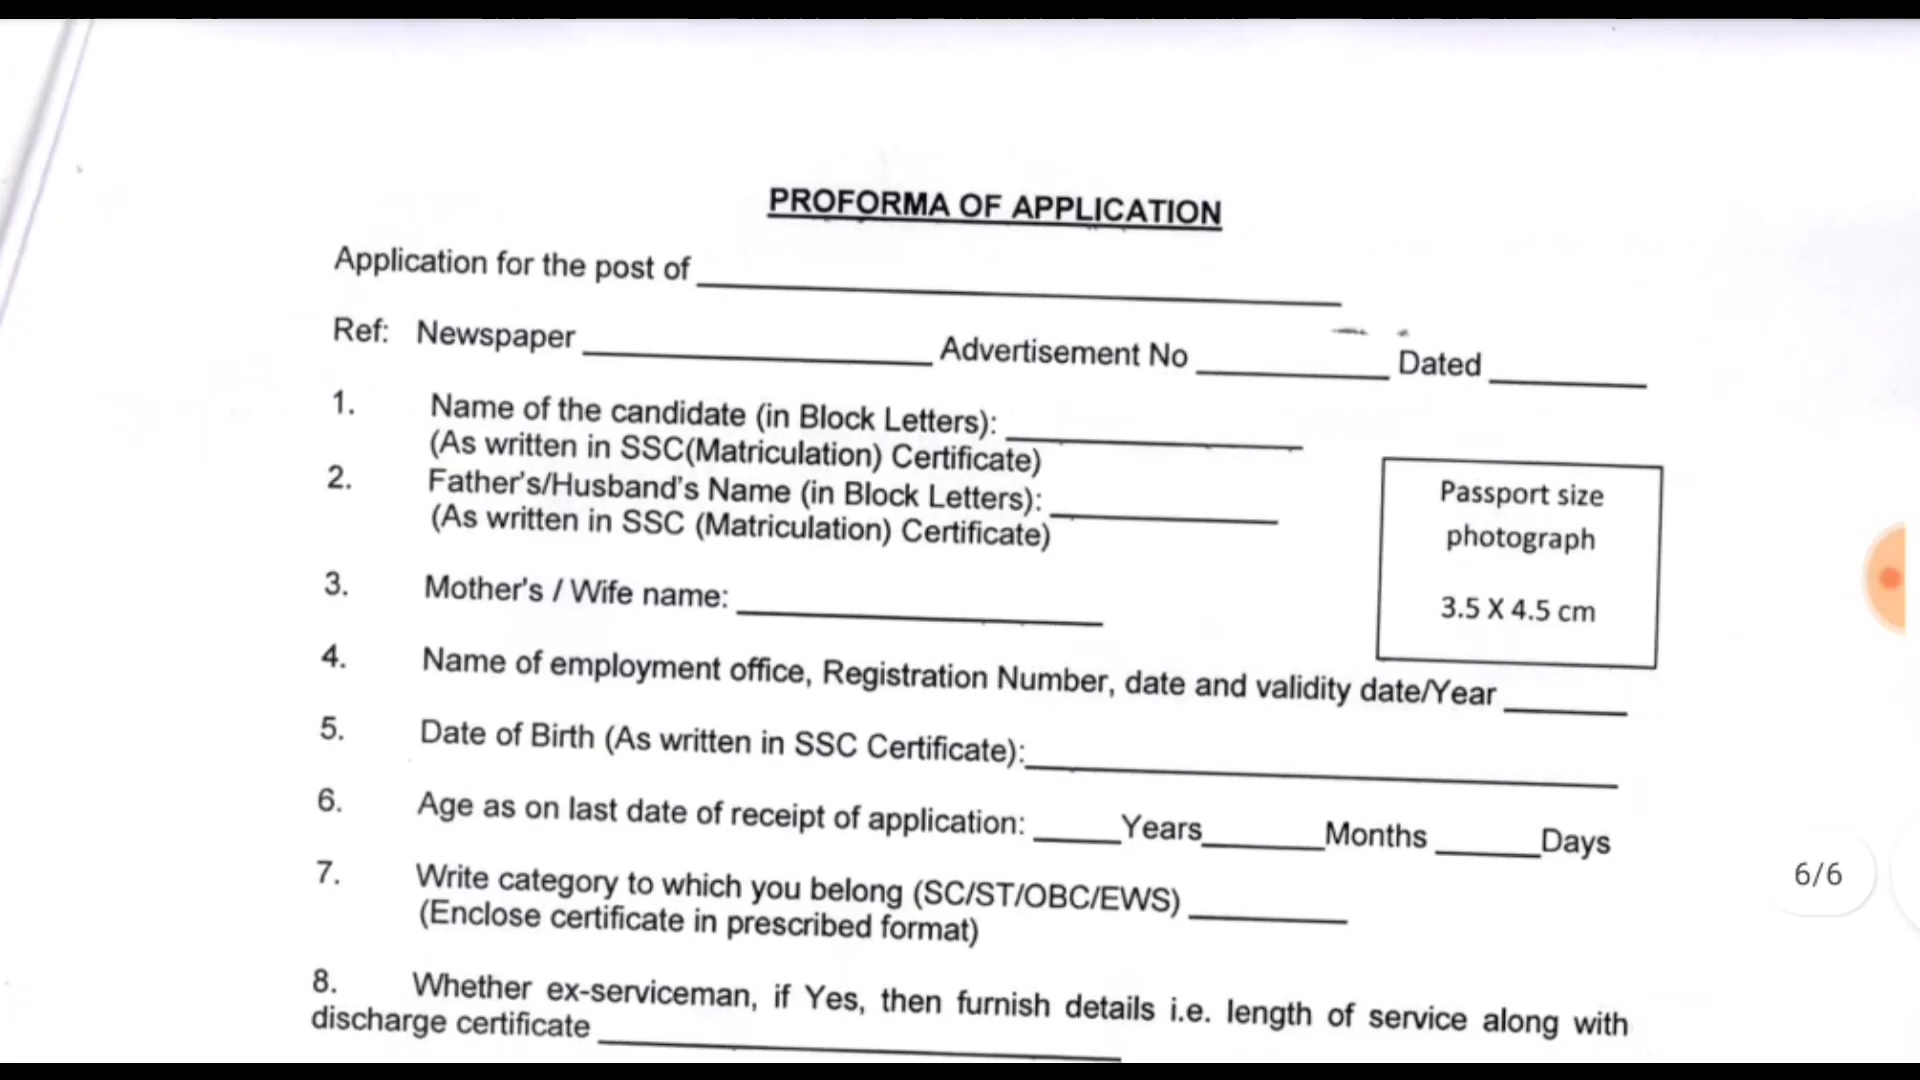 PROFORMA OF APPLICATION
Application for the post of
Ref: Newspaper Advertisement No Dated
1. Name of the candidate (in Block Letters):
(As written in SSC(Matriculation) Certificate)
2. Father's/Husband's Name (in Block Letters):
(As written in SSC (Matriculation) Certificate)
Passport size
photograph
3.5 X 4.5 cm
3. Mother's / Wife name:
4. Name of employment office, Registration Number, date and validity date/Year
5. Date of Birth (As written in SSC Certificate):
6. Age as on last date of receipt of application: Years Months Days
7. Write category to which you belong (SC/ST/OBC/EWS)
(Enclose certificate in prescribed format)
8. Whether ex-serviceman, if Yes, then furnish details i.e. length of service along with
discharge certificate
6/6